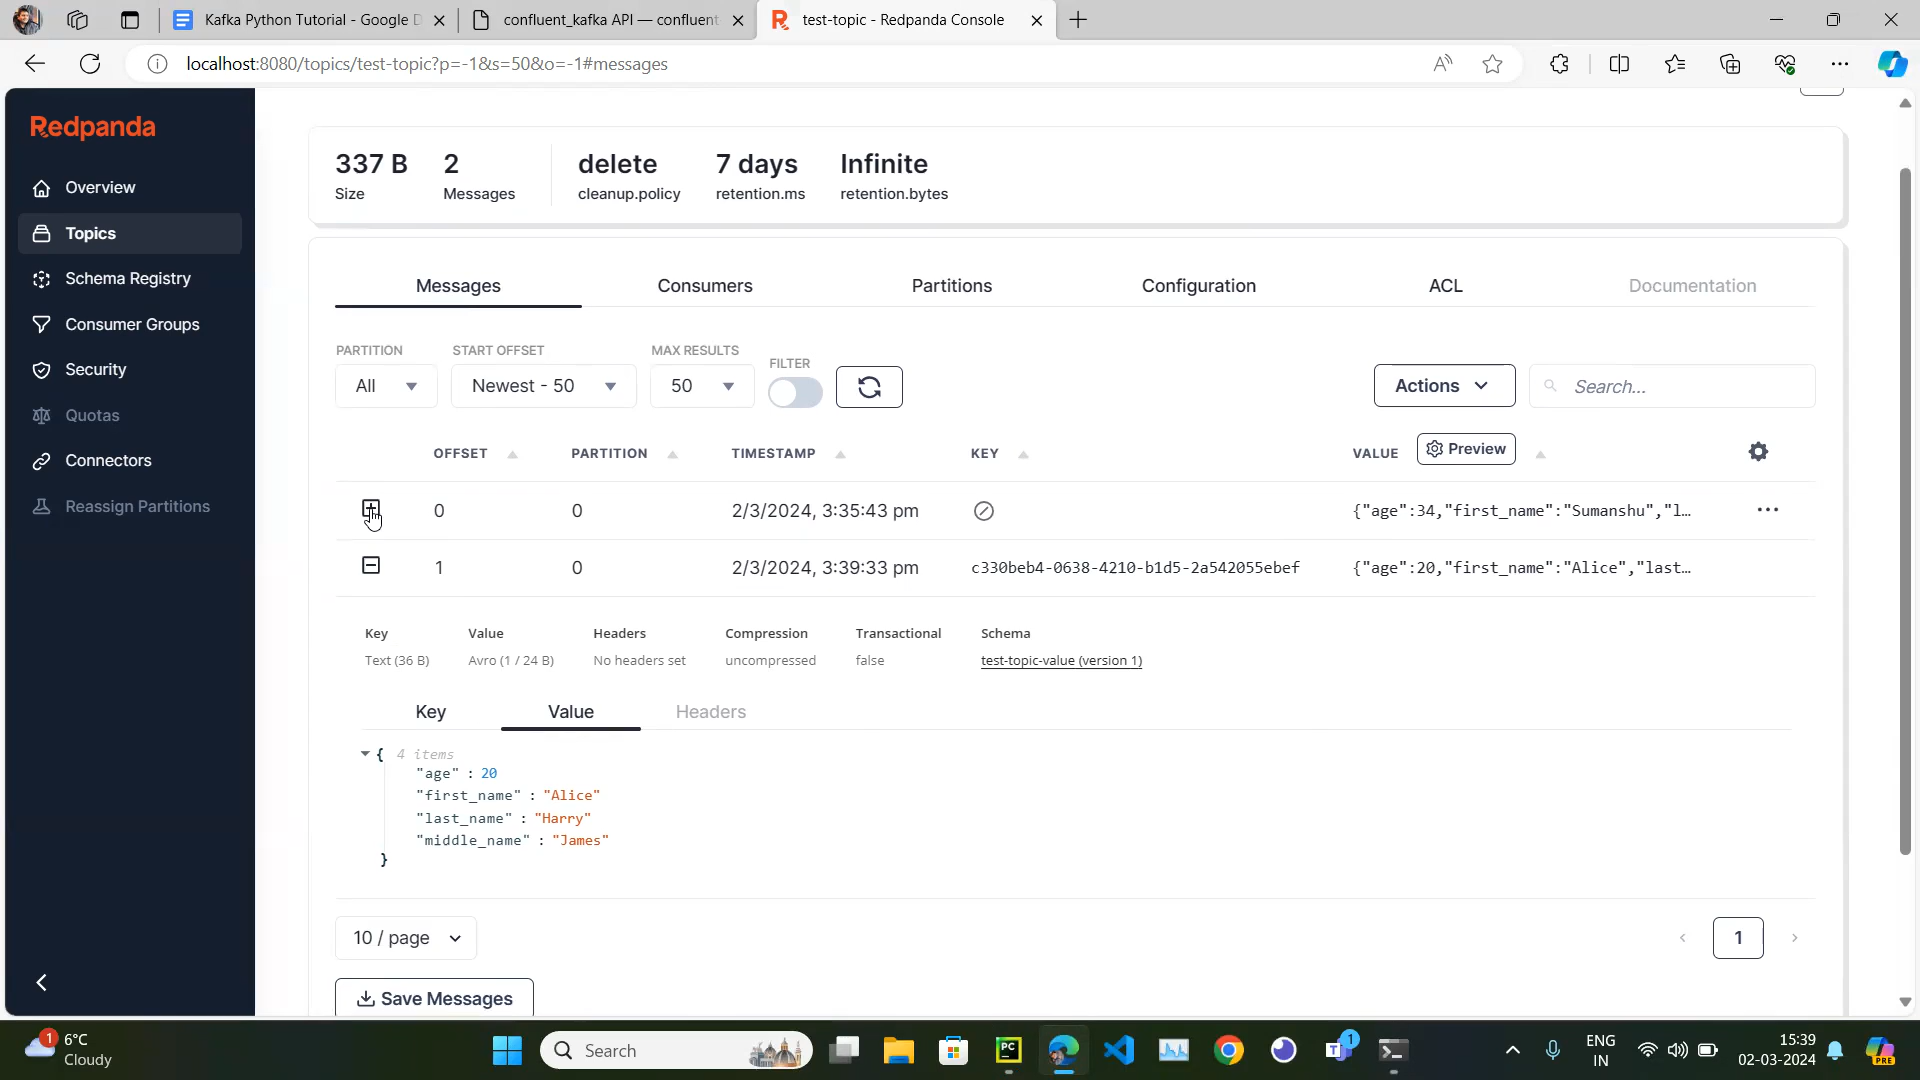 Kafka Python Tutorial - Google D
confluent_kafka API — confluent
test-topic - Redpanda Console
localhost:8080/topics/test-topic?p=-1&s=50&o=-1#messages
Redpanda
Overview
Topics
Schema Registry
Consumer Groups
Security
Quotas
Connectors
Reassign Partitions
337 B
2
delete
7 days
Infinite
Size
Messages
cleanup.policy
retention.ms
retention.bytes
Messages
Consumers
Partitions
Configuration
ACL
Documentation
PARTITION
START OFFSET
MAX RESULTS
FILTER
All
Newest - 50
50
Actions
Search...
OFFSET
PARTITION
TIMESTAMP
KEY
VALUE
Preview
0
0
2/3/2024, 3:35:43 pm
{"age":34,"first_name":"Sumanshu","l...
1
0
2/3/2024, 3:39:33 pm
c330beb4-0638-4210-b1d5-2a542055ebef
{"age":20,"first_name":"Alice","last...
Key
Value
Headers
Compression
Transactional
Schema
Text (36 B)
Avro (1 / 24 B)
No headers set
uncompressed
false
test-topic-value (version 1)
Key
Value
Headers
{ 4 items
"age" : 20
"first_name" : "Alice"
"last_name" : "Harry"
"middle_name" : "James"
}
10 / page
1
Save Messages
1
6°C
Cloudy
Search
PC
1
ENG
IN
15:39
02-03-2024
PRE